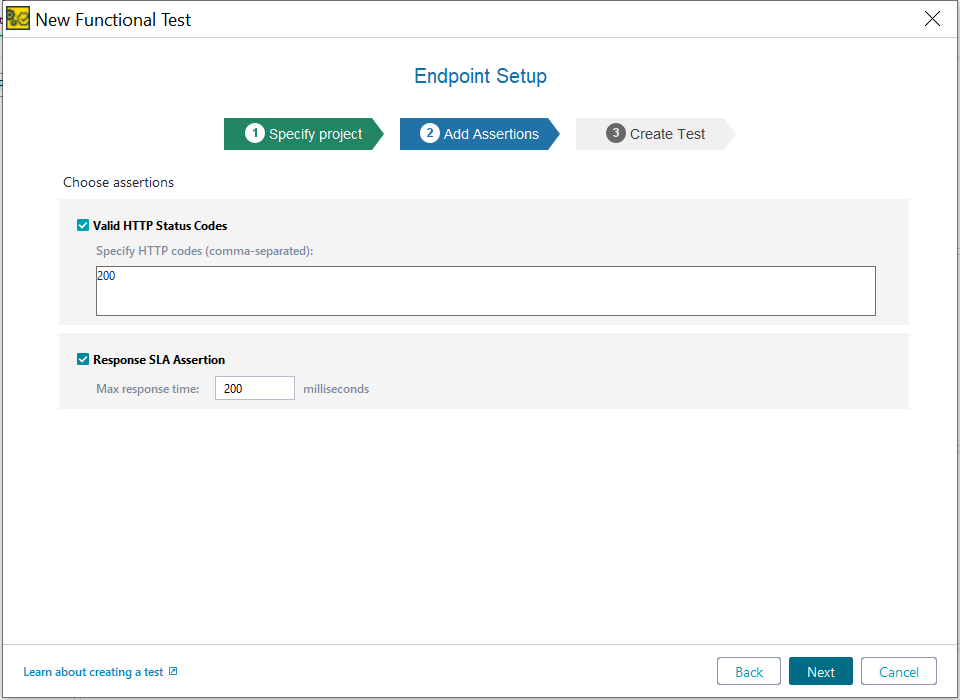 New Functional Test
Endpoint Setup
1 Specify project
2 Add Assertions
3 Create Test
Choose assertions
Valid HTTP Status Codes
Specify HTTP codes (comma-separated):
200
Response SLA Assertion
Max response time: 200 milliseconds
Learn about creating a test
Back Next Cancel